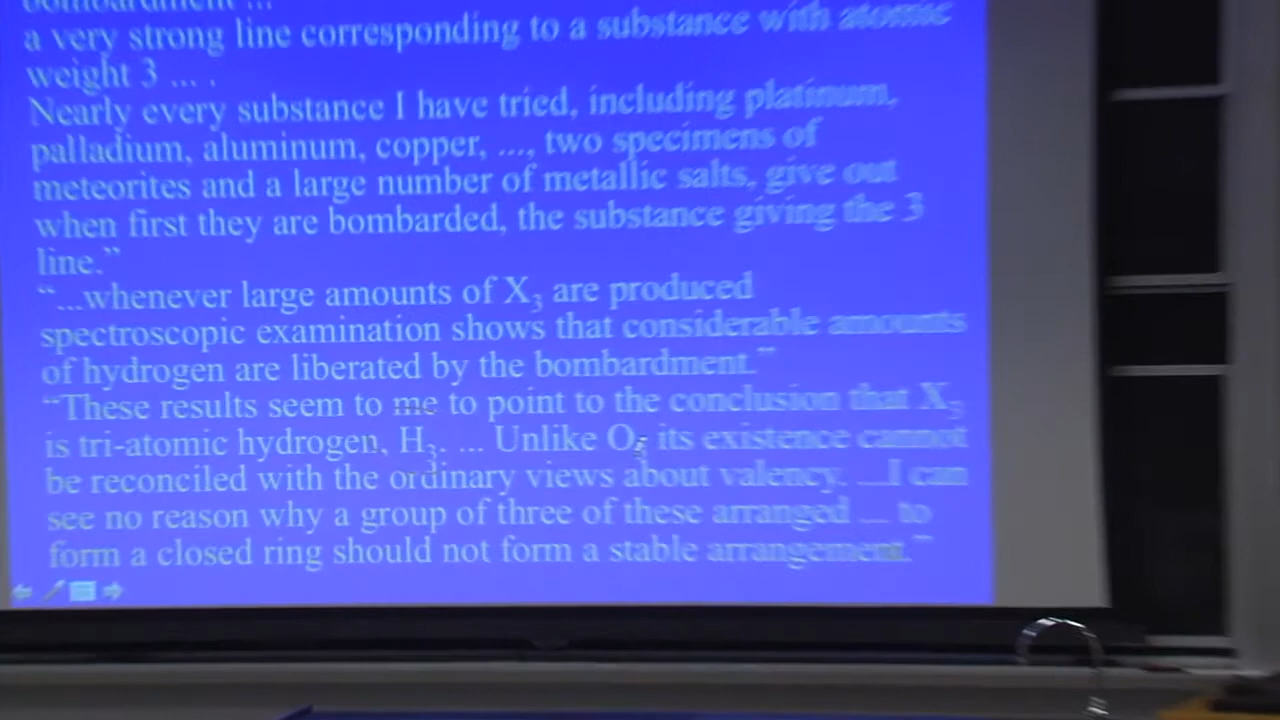 bombardment ...
a very strong line corresponding to a substance with atomic
weight 3 ... .
Nearly every substance I have tried, including platinum,
palladium, aluminum, copper, ..., two specimens of
meteorites and a large number of metallic salts, give out
when first they are bombarded, the substance giving the 3
line.”
“...whenever large amounts of X₃ are produced
spectroscopic examination shows that considerable amounts
of hydrogen are liberated by the bombardment.”
“These results seem to me to point to the conclusion that X₃
is tri-atomic hydrogen, H₃. ... Unlike O₃ its existence cannot
be reconciled with the ordinary views about valency. ...I can
see no reason why a group of three of these arranged ... to
form a closed ring should not form a stable arrangement.”